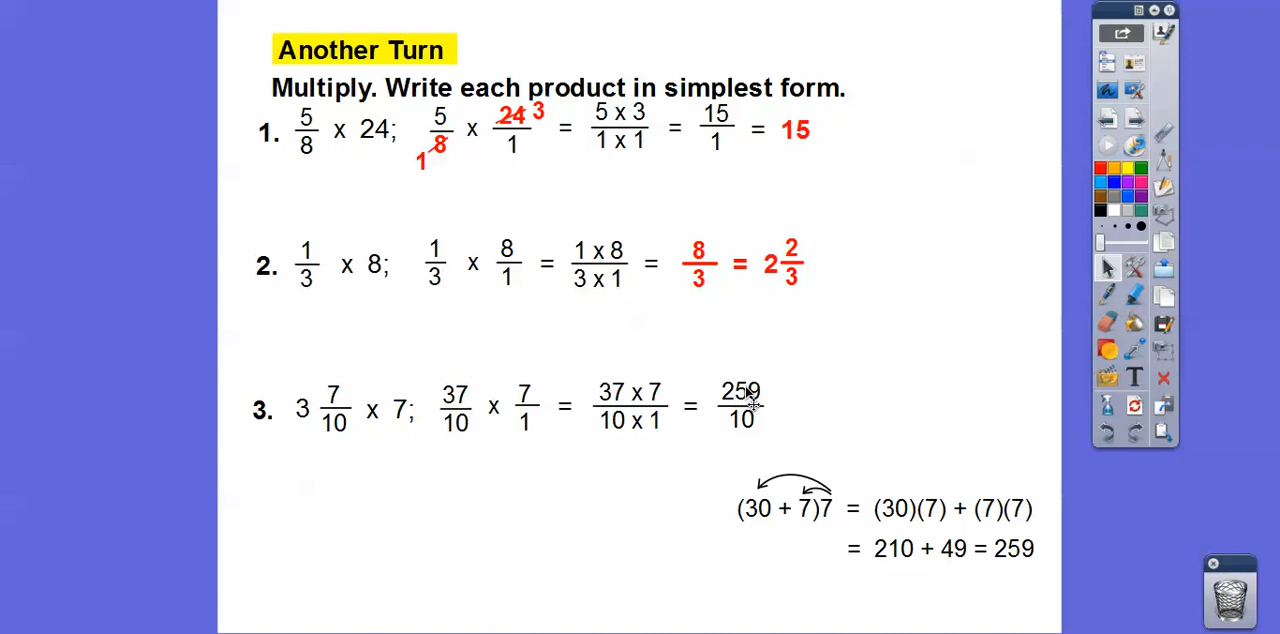 Another Turn
Multiply. Write each product in simplest form.
1. 5/8 x 24; 5/8 1 x 24/1 3 = 5 x 3/1 x 1 = 15/1 = 15
2. 1/3 x 8; 1/3 x 8/1 = 1 x 8/3 x 1 = 8/3 = 2 2/3
3. 3 7/10 x 7; 37/10 x 7/1 = 37 x 7/10 x 1 = 259/10
(30 + 7)7 = (30)(7) + (7)(7)
= 210 + 49 = 259
T